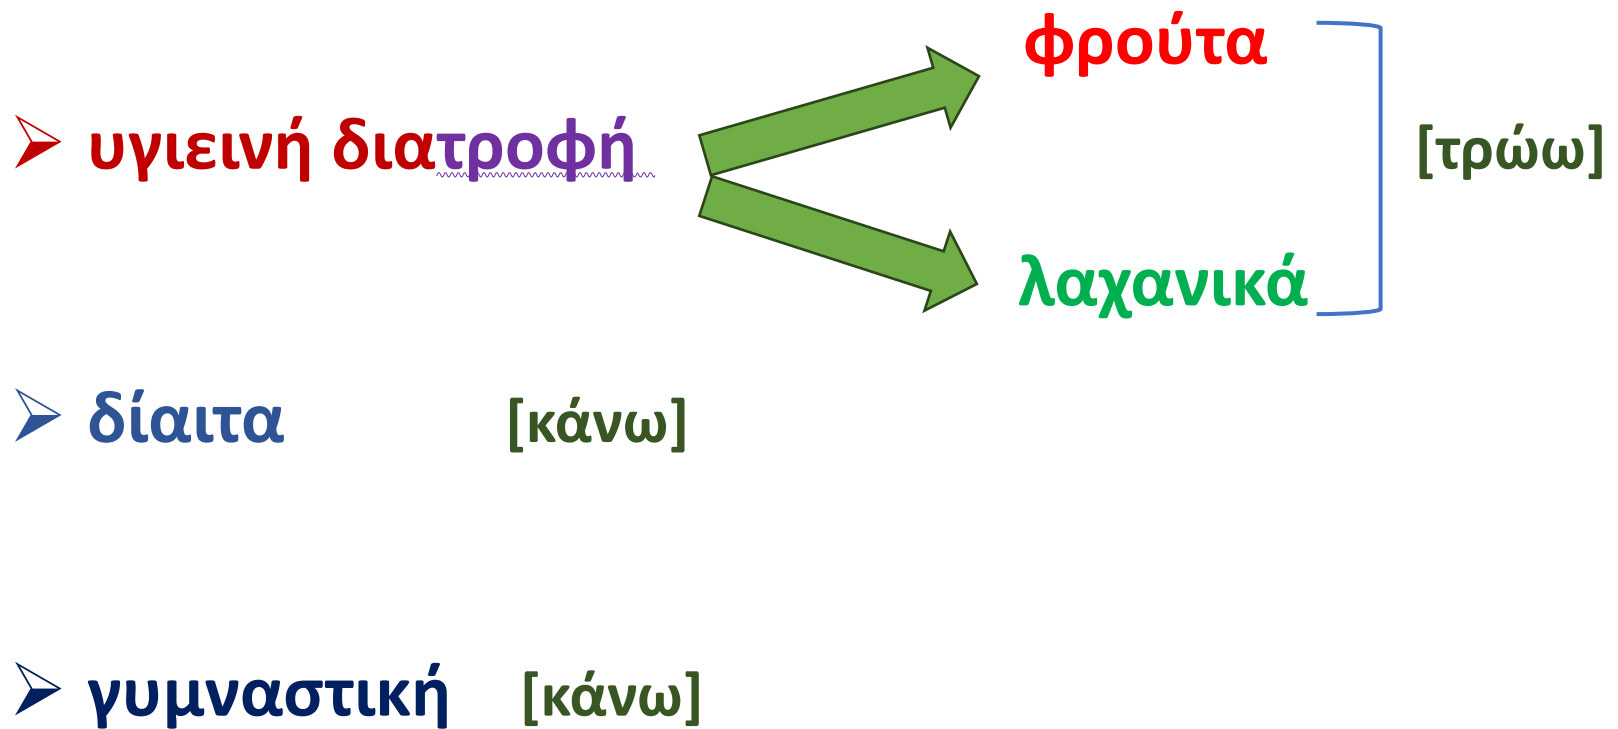 φρούτα
υγιεινή διατροφή [τρώω]
λαχανικά
δίαιτα [κάνω]
γυμναστική [κάνω]